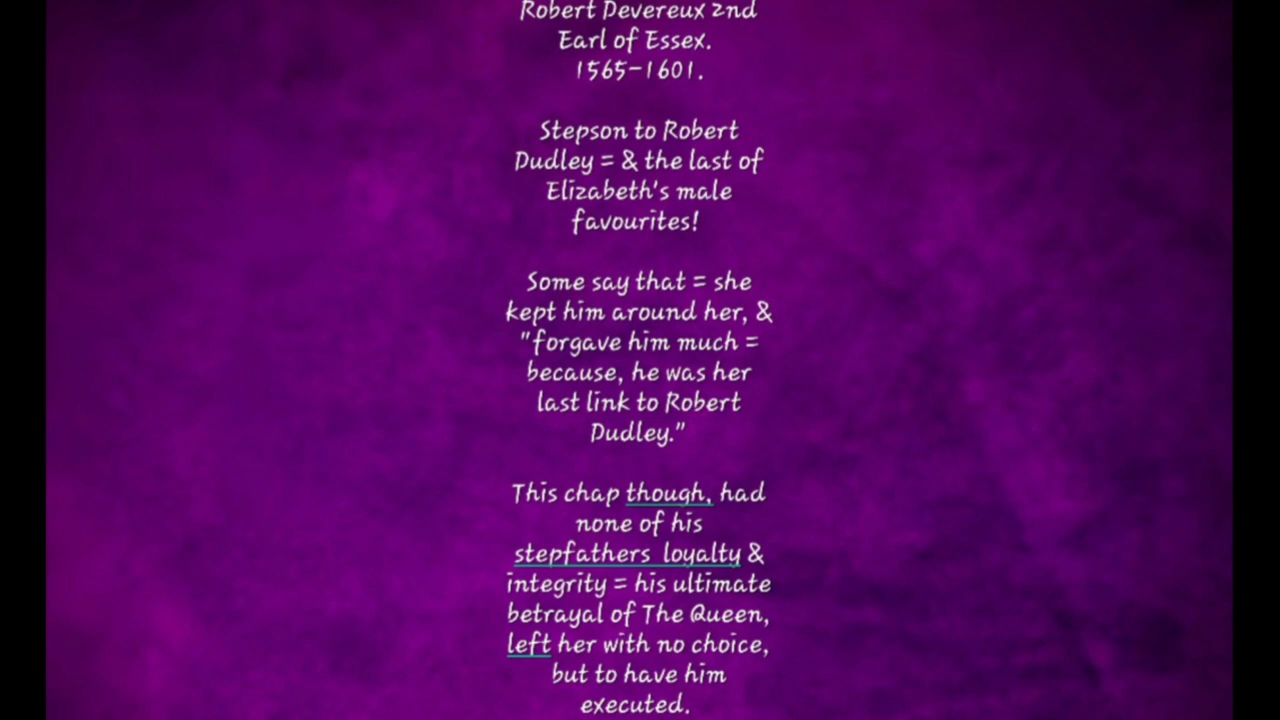 Robert Devereux 2nd
Earl of Essex.
1565-1601.
Stepson to Robert
Dudley = & the last of
Elizabeth's male
favourites!
Some say that = she
kept him around her, &
"forgave him much =
because, he was her
last link to Robert
Dudley."
This chap though, had
none of his
stepfathers loyalty &
integrity = his ultimate
betrayal of The Queen,
left her with no choice,
but to have him
executed.